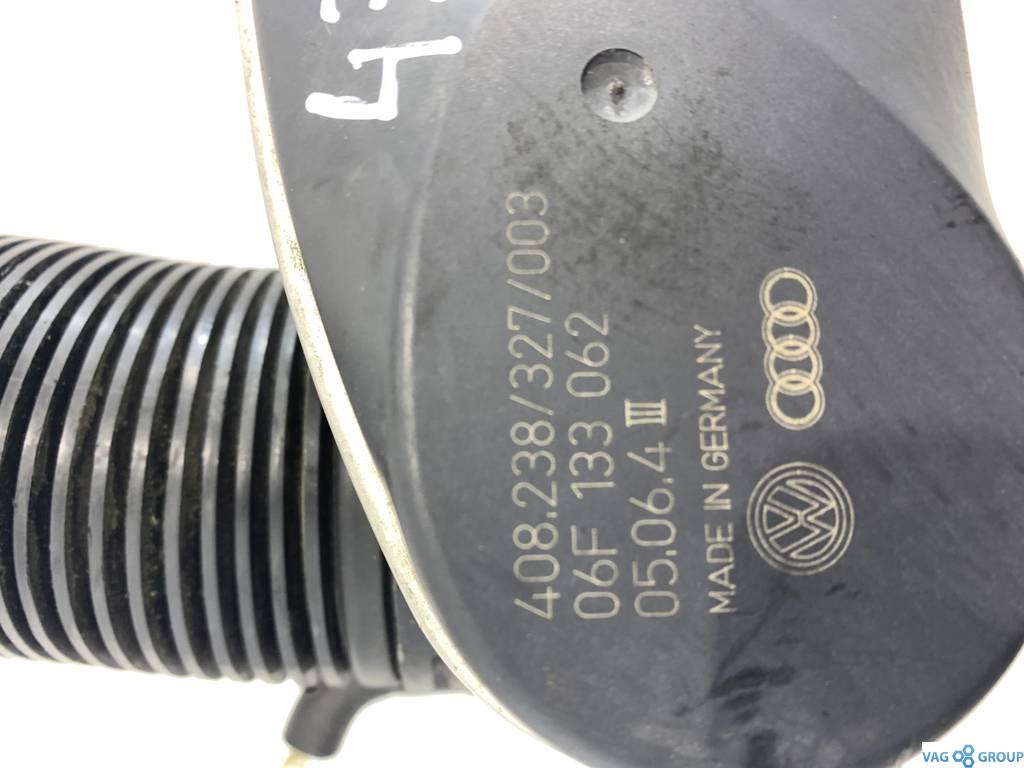 408.238/327/003
06F 133 062
05.06.4 III
MADE IN GERMANY
VAG GROUP